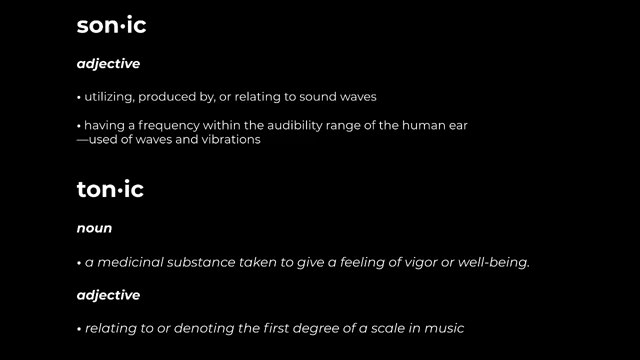 son·ic
adjective
• utilizing, produced by, or relating to sound waves
• having a frequency within the audibility range of the human ear
—used of waves and vibrations
ton·ic
noun
• a medicinal substance taken to give a feeling of vigor or well-being.
adjective
• relating to or denoting the first degree of a scale in music